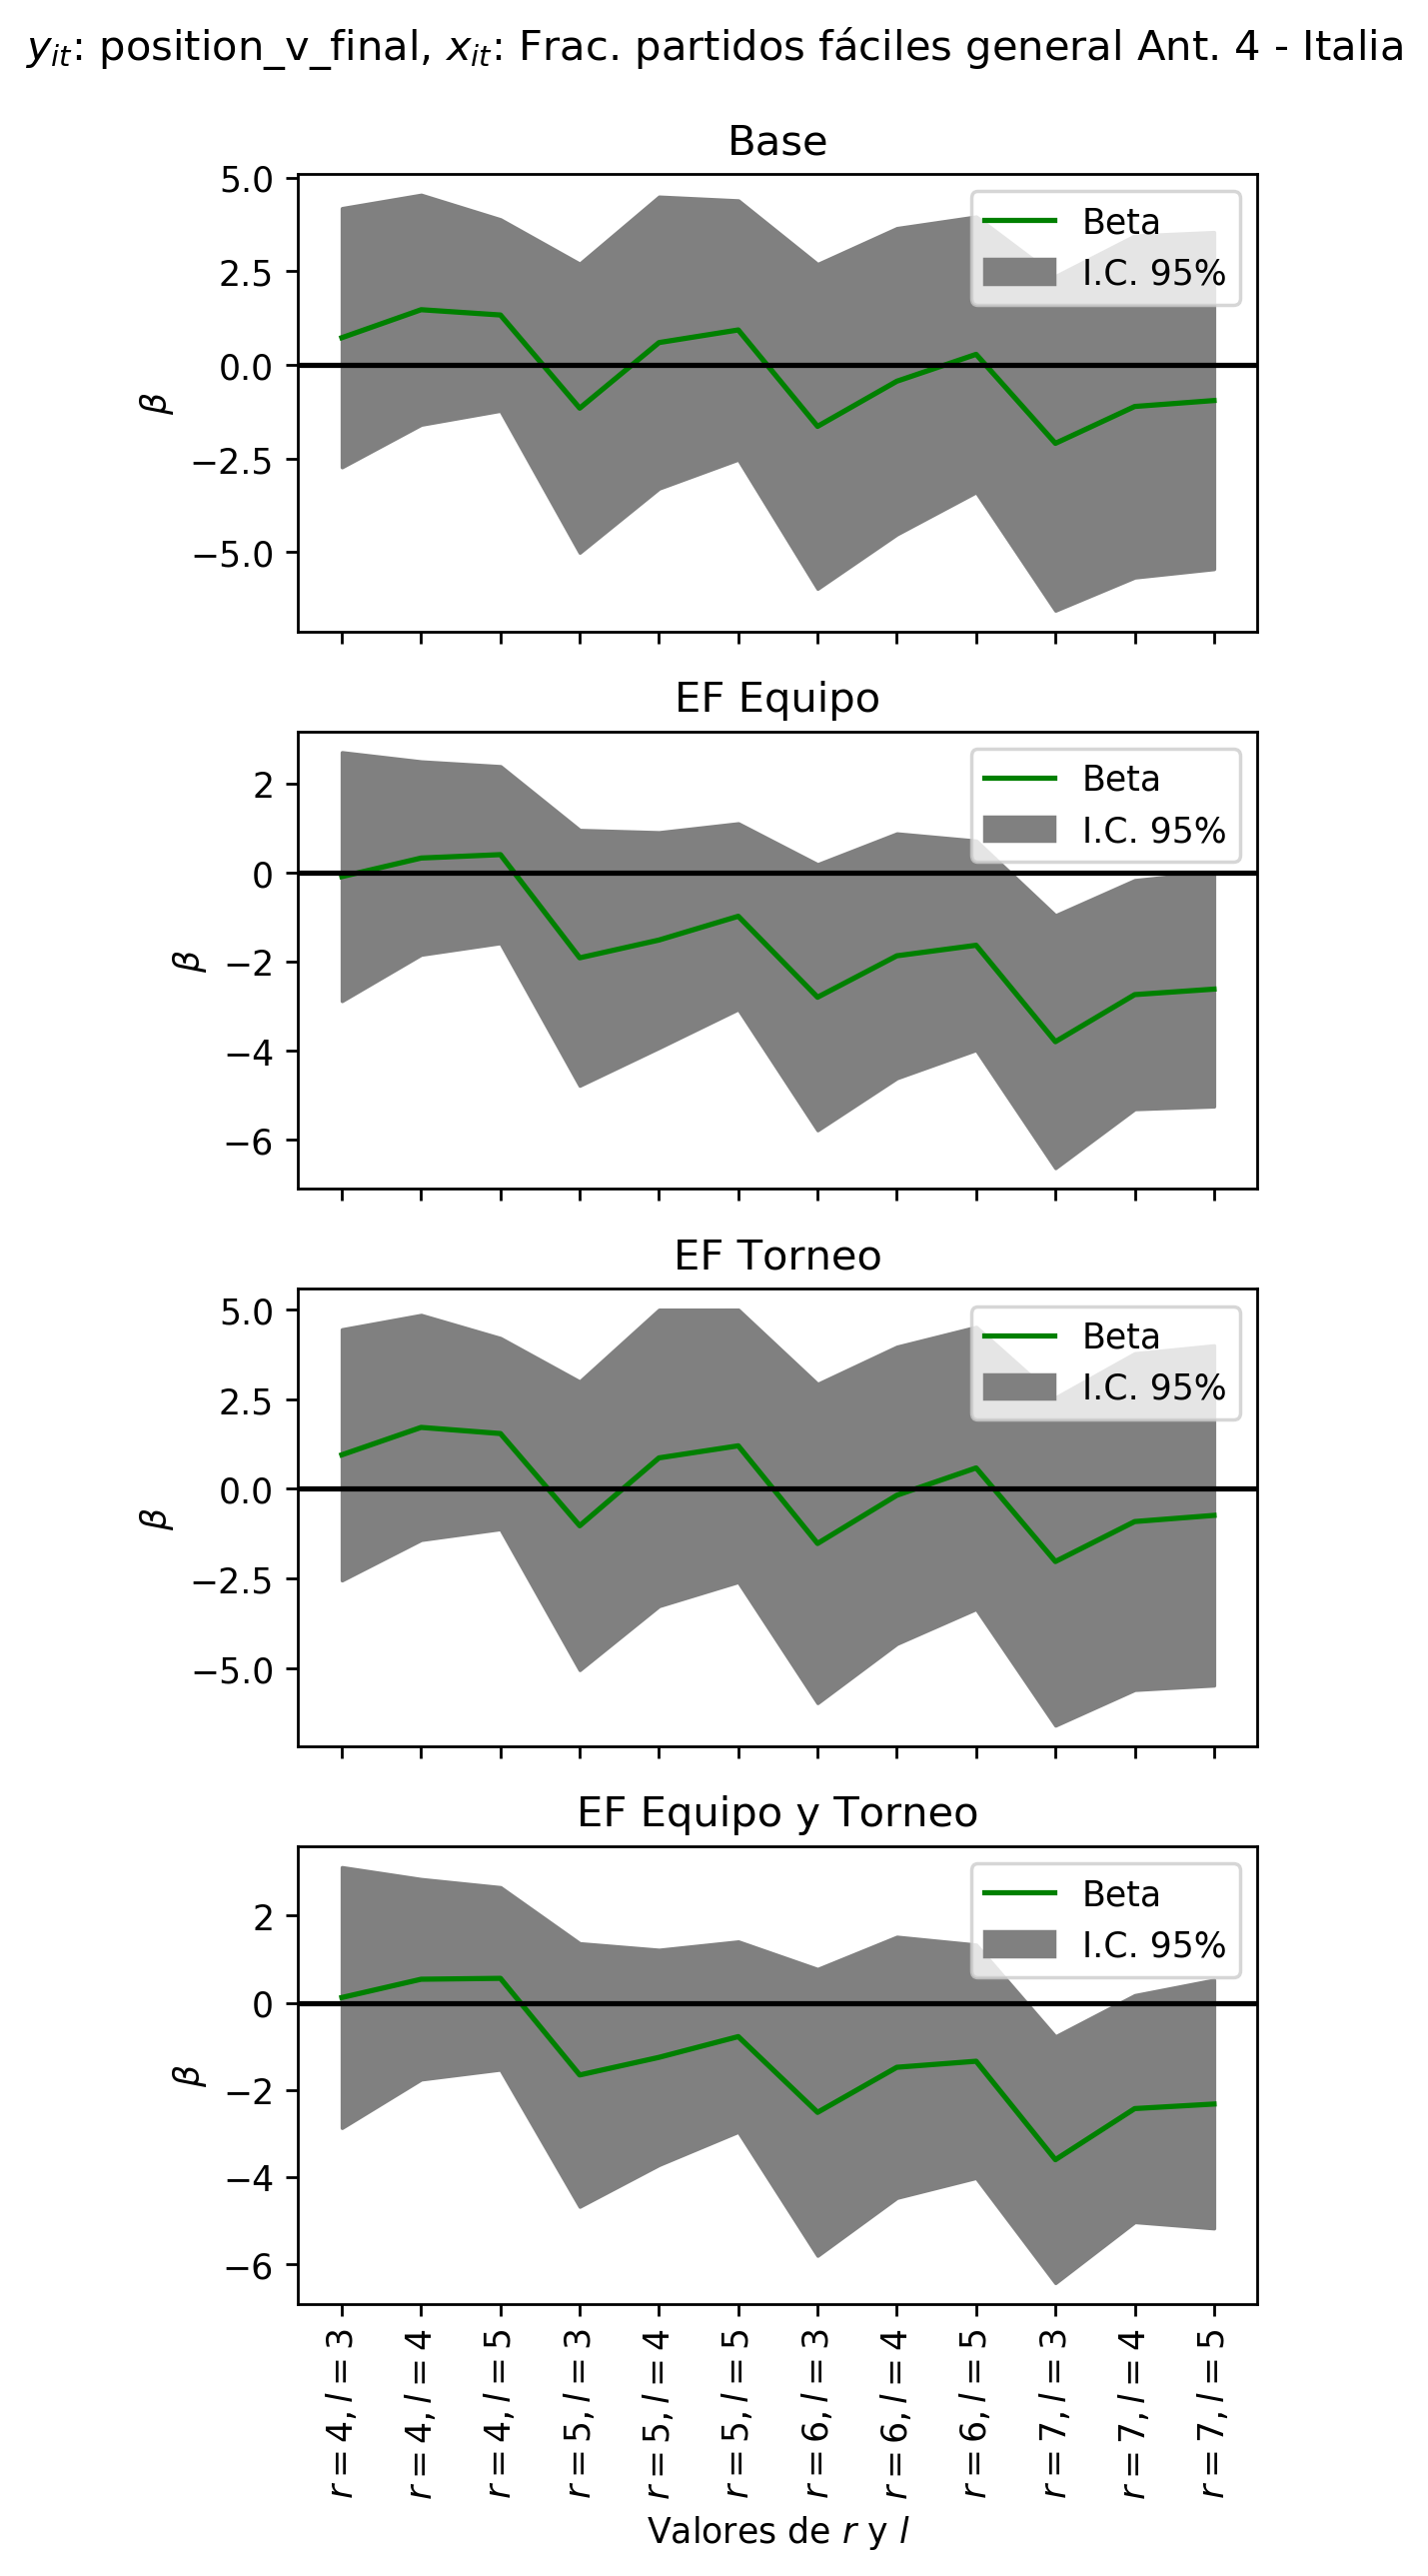 y_it: position_v_final, x_it: Frac. partidos fáciles general Ant. 4 - Italia
Base
5.0
2.5
0.0
−2.5
−5.0
β
Beta
I.C. 95%
EF Equipo
2
0
−2
−4
−6
β
Beta
I.C. 95%
EF Torneo
5.0
2.5
0.0
−2.5
−5.0
β
Beta
I.C. 95%
EF Equipo y Torneo
2
0
−2
−4
−6
β
Beta
I.C. 95%
r = 4, l = 3
r = 4, l = 4
r = 4, l = 5
r = 5, l = 3
r = 5, l = 4
r = 5, l = 5
r = 6, l = 3
r = 6, l = 4
r = 6, l = 5
r = 7, l = 3
r = 7, l = 4
r = 7, l = 5
Valores de r y l